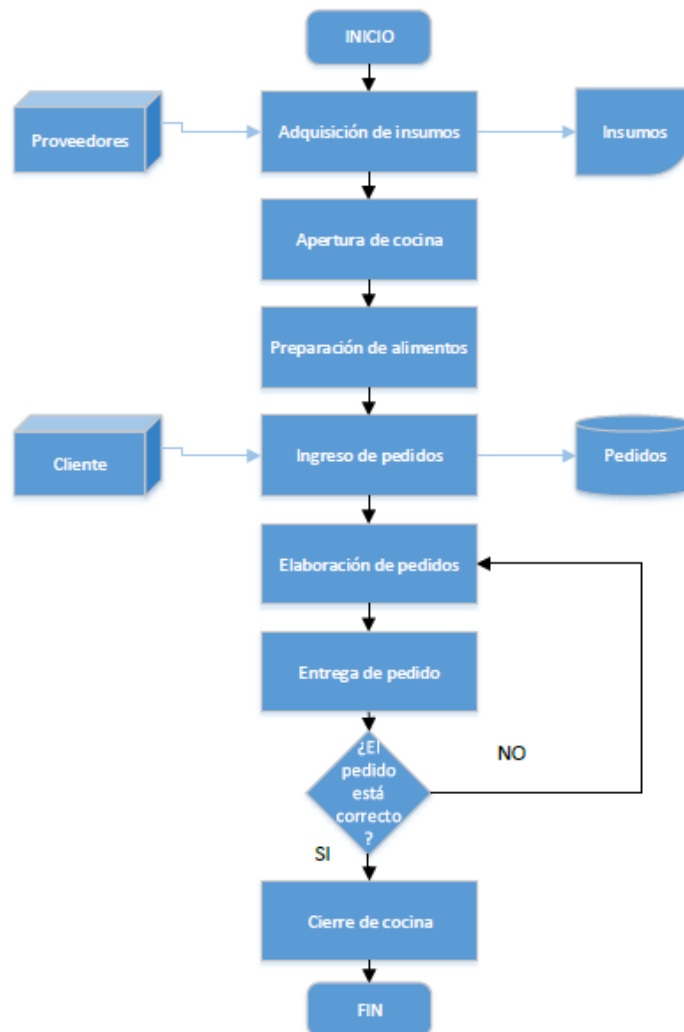 INICIO
Proveedores
Adquisición de insumos
Insumos
Apertura de cocina
Preparación de alimentos
Cliente
Ingreso de pedidos
Pedidos
Elaboración de pedidos
Entrega de pedido
¿El
pedido
está
correcto
?
NO
SI
Cierre de cocina
FIN